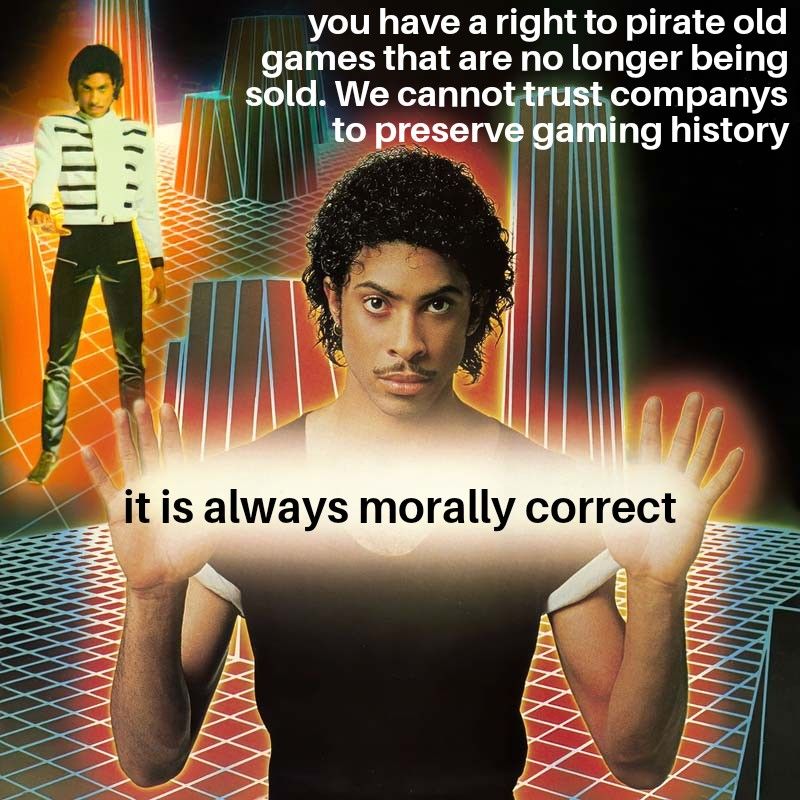 you have a right to pirate old
games that are no longer being
sold. We cannot trust companys
to preserve gaming history
it is always morally correct